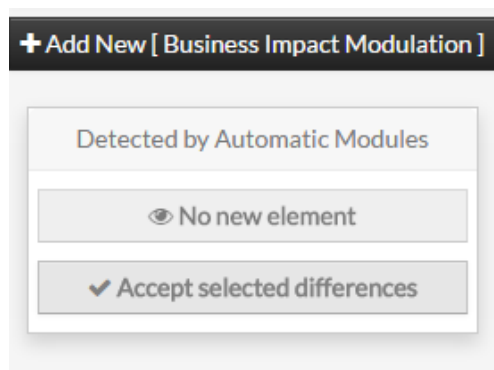 Add New [ Business Impact Modulation ]
Detected by Automatic Modules
No new element
Accept selected differences